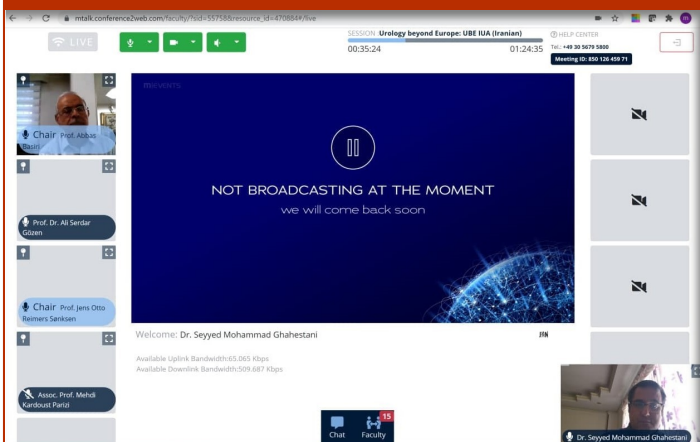 mtalk.conference2web.com/faculty/?sid=55758&resource_id=470884#/live
LIVE
SESSION :Urology beyond Europe: UBE IUA (Iranian)
00:35:24
01:24:35
HELP CENTER
Tel.: +49 30 5679 5800
Meeting ID: 850 126 459 71
Chair Prof. Abbas
Basiri
Prof. Dr. Ali Serdar
Gözen
Chair Prof. Jens Otto
Reimers Sønksen
Assoc. Prof. Mehdi
Kardoust Parizi
MIEVENTS
NOT BROADCASTING AT THE MOMENT
we will come back soon
Welcome: Dr. Seyyed Mohammad Ghahestani
Available Uplink Bandwidth:65.065 Kbps
Available Downlink Bandwidth:509.687 Kbps
15
Chat
Faculty
Dr. Seyyed Mohammad Ghahestani
m